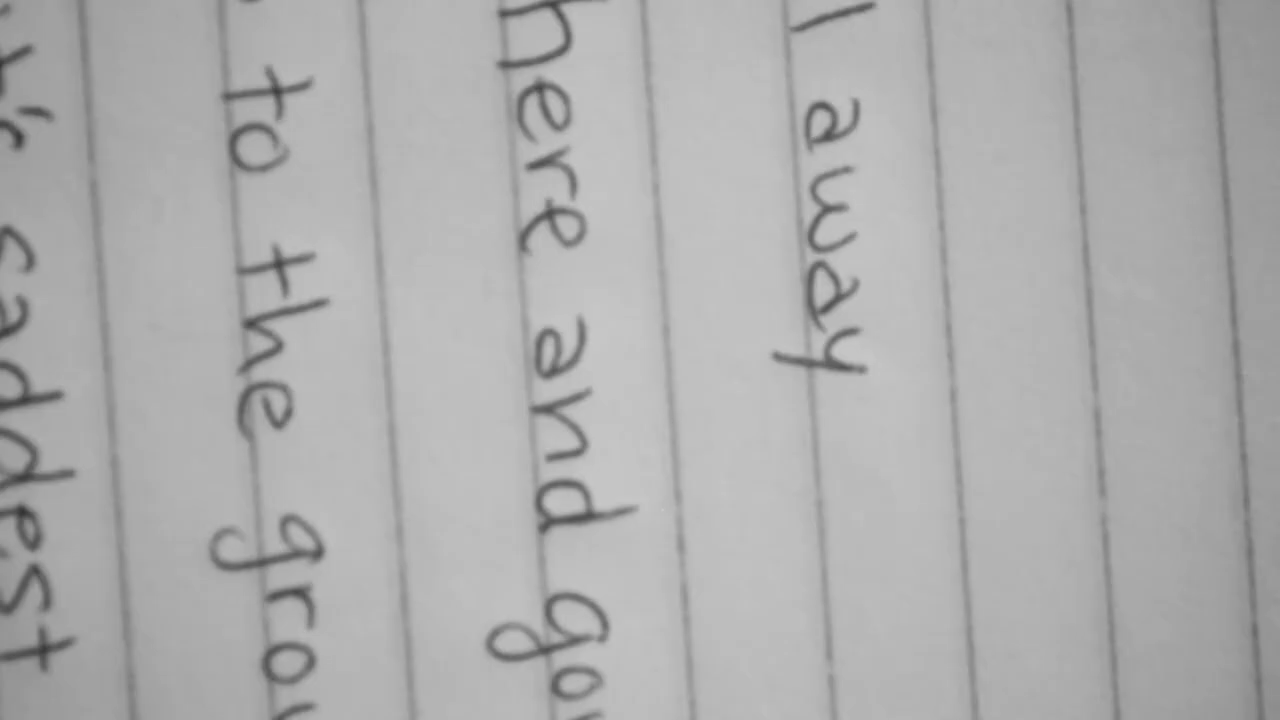 away
here and
to the
saddest